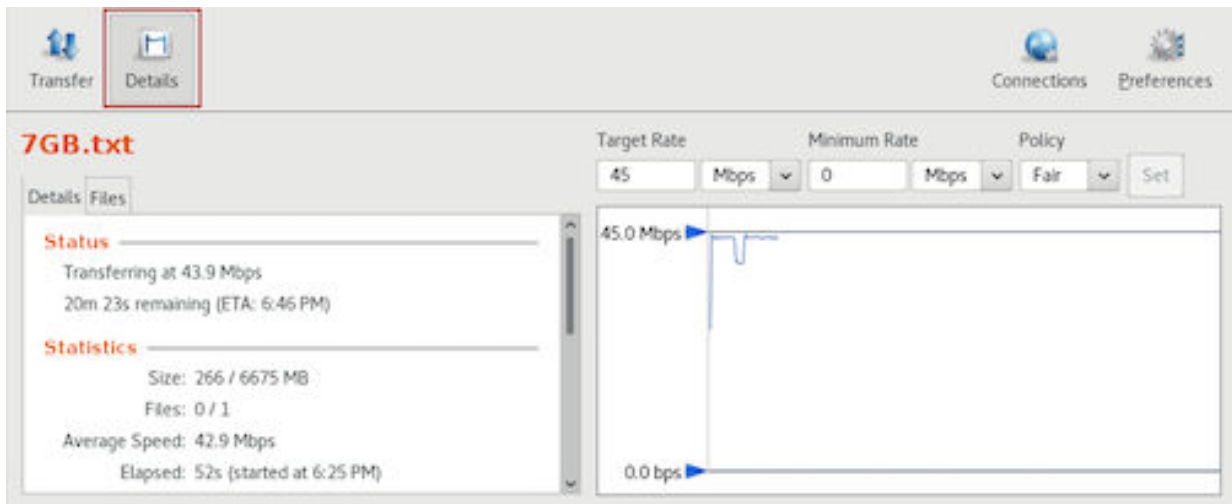 Transfer Details Connections Preferences
7GB.txt
Details Files
Status
Transferring at 43.9 Mbps
20m 23s remaining (ETA: 6:46 PM)
Statistics
Size: 266 / 6675 MB
Files: 0 / 1
Average Speed: 42.9 Mbps
Elapsed: 52s (started at 6:25 PM)
Target Rate Minimum Rate Policy
45 Mbps 0 Mbps Fair Set
45.0 Mbps
0.0 bps